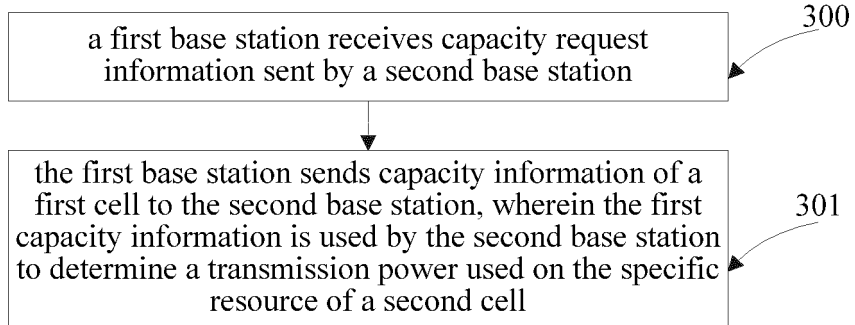 a first base station receives capacity request
information sent by a second base station
300
the first base station sends capacity information of a
first cell to the second base station, wherein the first
capacity information is used by the second base station
to determine a transmission power used on the specific
resource of a second cell
301